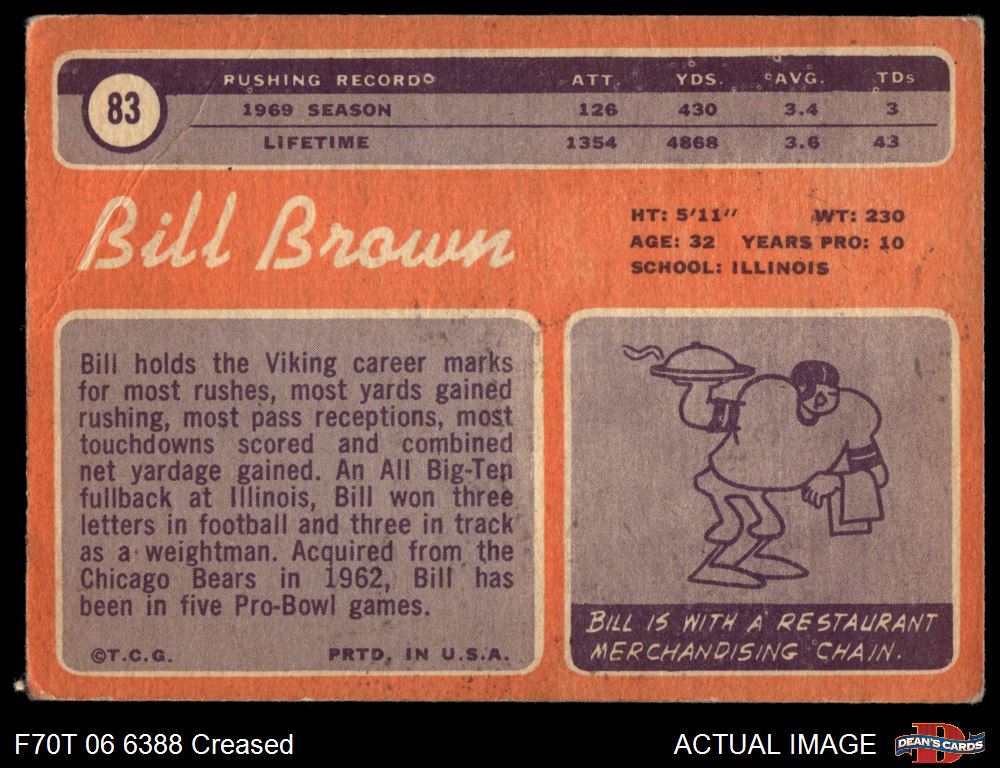 83
RUSHING RECORD ATT. YDS. AVG. TDs
1969 SEASON 126 430 3.4 3
LIFETIME 1354 4868 3.6 43
Bill Brown
HT: 5'11" WT: 230
AGE: 32 YEARS PRO: 10
SCHOOL: ILLINOIS
Bill holds the Viking career marks
for most rushes, most yards gained
rushing, most pass receptions, most
touchdowns scored and combined
net yardage gained. An All Big-Ten
fullback at Illinois, Bill won three
letters in football and three in track
as a weightman. Acquired from the
Chicago Bears in 1962, Bill has
been in five Pro-Bowl games.
©T.C.G. PRTD. IN U.S.A.
BILL IS WITH A RESTAURANT
MERCHANDISING CHAIN.
F70T 06 6388 Creased
ACTUAL IMAGE
D
DEAN'S CARDS